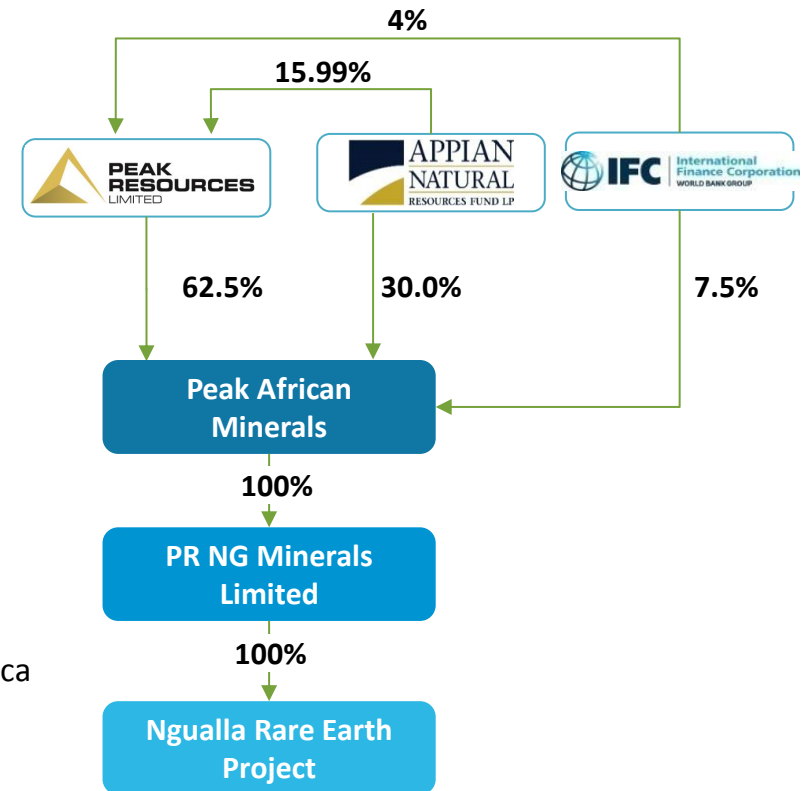 4%
15.99%
PEAK
RESOURCES
LIMITED
APPIAN
NATURAL
RESOURCES FUND LP
IFC
International
Finance Corporation
WORLD BANK GROUP
62.5%
30.0%
7.5%
Peak African
Minerals
100%
PR NG Minerals
Limited
100%
ca
Ngualla Rare Earth
Project